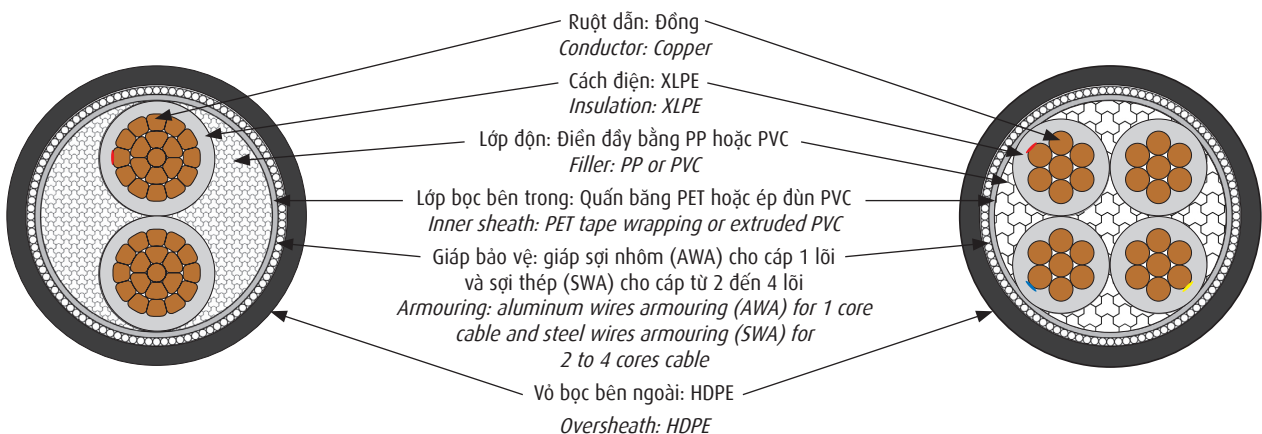 Ruột dẫn: Đồng
Conductor: Copper
Cách điện: XLPE
Insulation: XLPE
Lớp độn: Điền đầy bằng PP hoặc PVC
Filler: PP or PVC
Lớp bọc bên trong: Quấn băng PET hoặc ép đùn PVC
Inner sheath: PET tape wrapping or extruded PVC
Giáp bảo vệ: giáp sợi nhôm (AWA) cho cáp 1 lõi
và sợi thép (SWA) cho cáp từ 2 đến 4 lõi
Armouring: aluminum wires armouring (AWA) for 1 core
cable and steel wires armouring (SWA) for
2 to 4 cores cable
Vỏ bọc bên ngoài: HDPE
Oversheath: HDPE